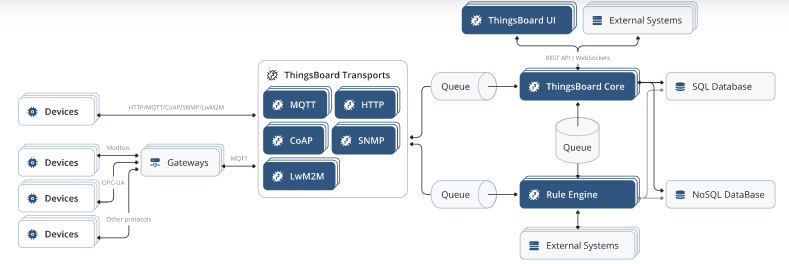 ThingsBoard UI
External Systems
REST API / WebSockets
ThingsBoard Transports
MQTT
HTTP
CoAP
SNMP
LwM2M
Queue
ThingsBoard Core
SQL Database
Devices
HTTP/MQTT/CoAP/SNMP/LwM2M
Modbus
Devices
Gateways
MQTT
Queue
OPC-UA
Devices
Queue
Rule Engine
NoSQL DataBase
Other protocols
Devices
External Systems